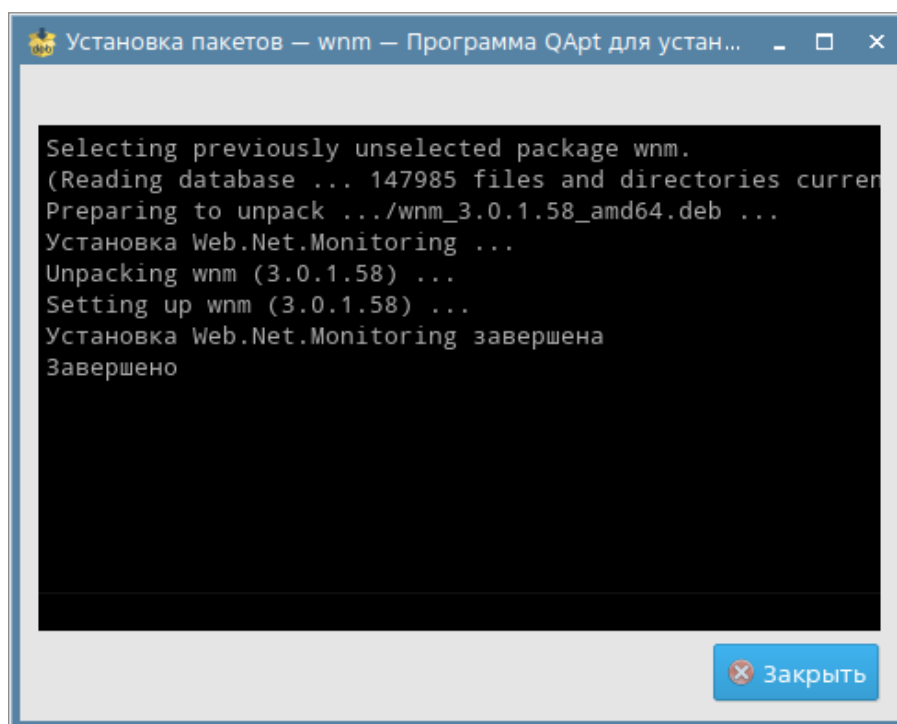 deb
Установка пакетов — wnm — Программа QApt для устан...
Selecting previously unselected package wnm.
(Reading database ... 147985 files and directories curren
Preparing to unpack .../wnm_3.0.1.58_amd64.deb ...
Установка Web.Net.Monitoring ...
Unpacking wnm (3.0.1.58) ...
Setting up wnm (3.0.1.58) ...
Установка Web.Net.Monitoring завершена
Завершено
Закрыть